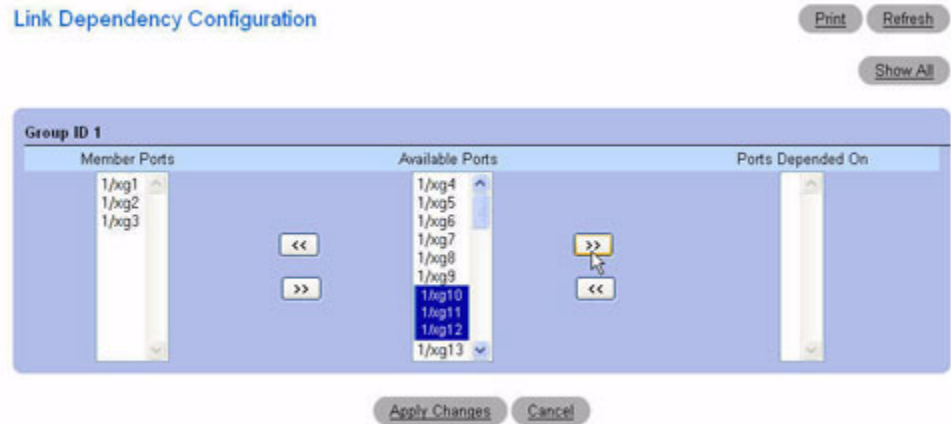 Link Dependency Configuration
Print Refresh
Show All
Group ID 1
Member Ports Available Ports Ports Depended On
1/xg1
1/xg2
1/xg3
<<
>>
1/xg4
1/xg5
1/xg6
1/xg7
1/xg8
1/xg9
1/xg10
1/xg11
1/xg12
1/xg13
>>
<<
Apply Changes Cancel